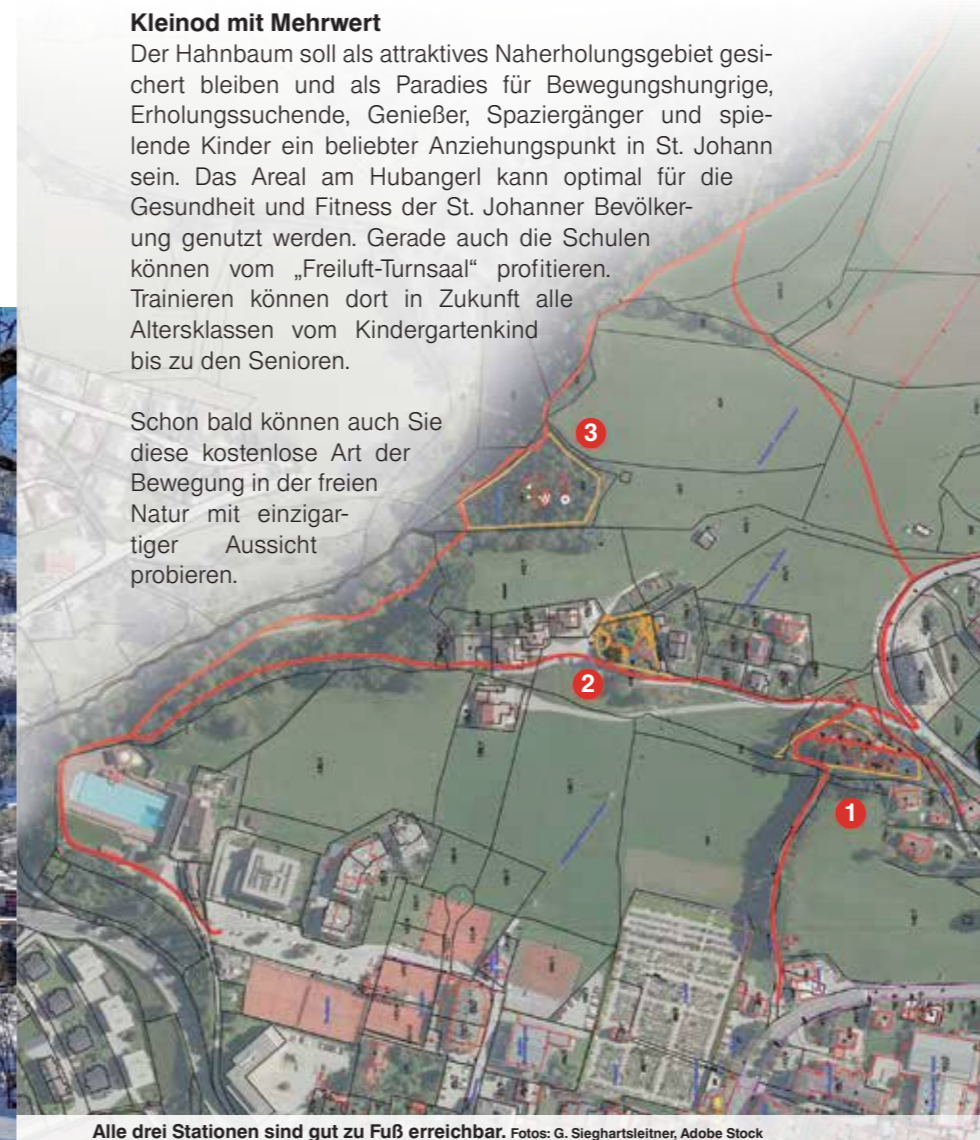 Kleinod mit Mehrwert
Der Hahnbaum soll als attraktives Naherholungsgebiet gesi-
chert bleiben und als Paradies für Bewegungshungrige,
Erholungssuchende, Genießer, Spaziergänger und spie-
lende Kinder ein beliebter Anziehungspunkt in St. Johann
sein. Das Areal am Hubangerl kann optimal für die
Gesundheit und Fitness der St. Johanner Bevölker-
ung genutzt werden. Gerade auch die Schulen
können vom „Freiluft-Turnsaal“ profitieren.
Trainieren können dort in Zukunft alle
Altersklassen vom Kindergartenkind
bis zu den Senioren.
Schon bald können auch Sie
diese kostenlose Art der
Bewegung in der freien
Natur mit einzigar-
tiger Aussicht
probieren.
3
2
1
Alle drei Stationen sind gut zu Fuß erreichbar. Fotos: G. Sieghartsleitner, Adobe Stock